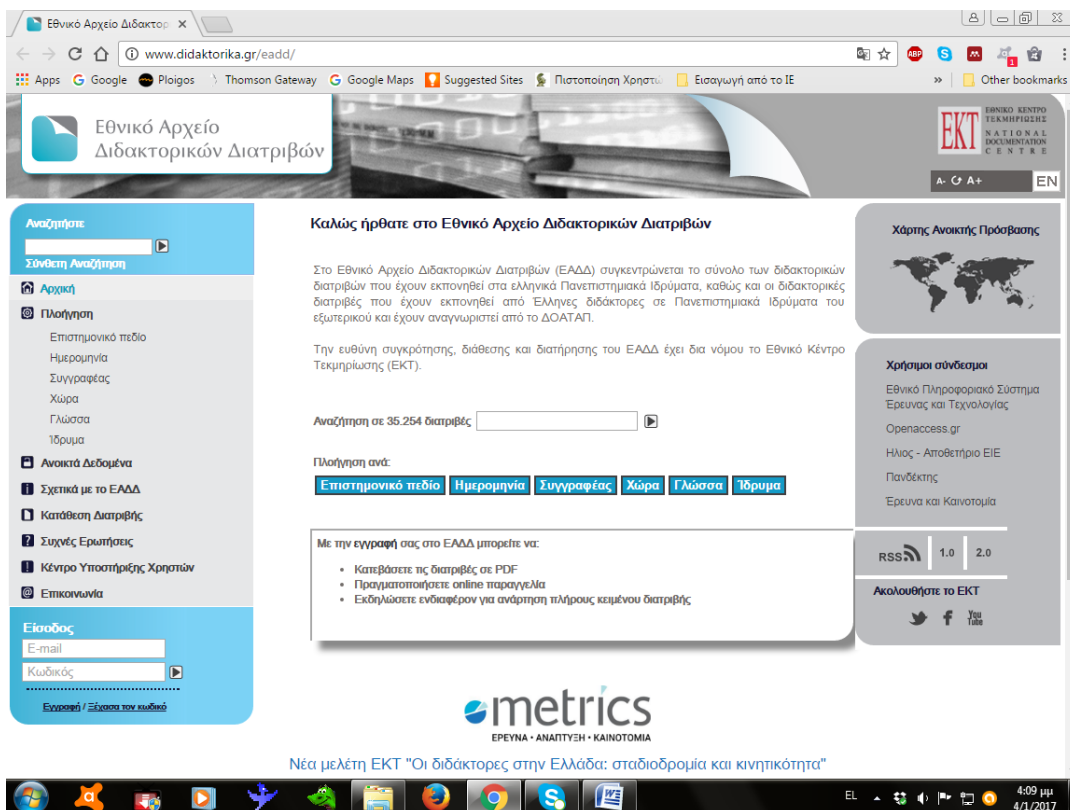 Εθνικό Αρχείο Διδακτορ
www.didaktorika.gr/eadd/
ABP
1
Apps Google Ploigos Thomson Gateway Google Maps Suggested Sites Πιστοποίηση Χρηστώ Εισαγωγή από το IE » Other bookmarks
Εθνικό Αρχείο
Διδακτορικών Διατριβών
EKT
ΕΘΝΙΚΟ ΚΕΝΤΡΟ
ΤΕΚΜΗΡΙΩΣΗΣ
NATIONAL
DOCUMENTATION
CENTRE
A- A+ EN
Αναζητήστε
Σύνθετη Αναζήτηση
Αρχική
Πλοήγηση
Επιστημονικό πεδίο
Ημερομηνία
Συγγραφέας
Χώρα
Γλώσσα
Ίδρυμα
Ανοικτά Δεδομένα
Σχετικά με το ΕΑΔΔ
Κατάθεση Διατριβής
Συχνές Ερωτήσεις
Κέντρο Υποστήριξης Χρηστών
Επικοινωνία
Είσοδος
E-mail
Κωδικός
Εγγραφή / Ξέχασα τον κωδικό
Καλώς ήρθατε στο Εθνικό Αρχείο Διδακτορικών Διατριβών
Στο Εθνικό Αρχείο Διδακτορικών Διατριβών (ΕΑΔΔ) συγκεντρώνεται το σύνολο των διδακτορικών
διατριβών που έχουν εκπονηθεί στα ελληνικά Πανεπιστημιακά Ιδρύματα, καθώς και οι διδακτορικές
διατριβές που έχουν εκπονηθεί από Έλληνες διδάκτορες σε Πανεπιστημιακά Ιδρύματα του
εξωτερικού και έχουν αναγνωριστεί από το ΔΟΑΤΑΠ.
Την ευθύνη συγκρότησης, διάθεσης και διατήρησης του ΕΑΔΔ έχει δια νόμου το Εθνικό Κέντρο
Τεκμηρίωσης (ΕΚΤ).
Αναζήτηση σε 35.254 διατριβές
Πλοήγηση ανά:
Επιστημονικό πεδίο Ημερομηνία Συγγραφέας Χώρα Γλώσσα Ίδρυμα
Με την εγγραφή σας στο ΕΑΔΔ μπορείτε να:
• Κατεβάσετε τις διατριβές σε PDF
• Πραγματοποιήσετε online παραγγελία
• Εκδηλώσετε ενδιαφέρον για ανάρτηση πλήρους κειμένου διατριβής
metrics
ΕΡΕΥΝΑ • ΑΝΑΠΤΥΞΗ • ΚΑΙΝΟΤΟΜΙΑ
Νέα μελέτη ΕΚΤ "Οι διδάκτορες στην Ελλάδα: σταδιοδρομία και κινητικότητα"
Χάρτης Ανοικτής Πρόσβασης
Χρήσιμοι σύνδεσμοι
Εθνικό Πληροφοριακό Σύστημα
Έρευνας και Τεχνολογίας
Openaccess.gr
Ηλιος - Αποθετήριο ΕΙΕ
Πανδέκτης
Έρευνα και Καινοτομία
RSS 1.0 2.0
Ακολουθήστε το ΕΚΤ
You
Tube
EL 4:09 μμ
4/1/2017